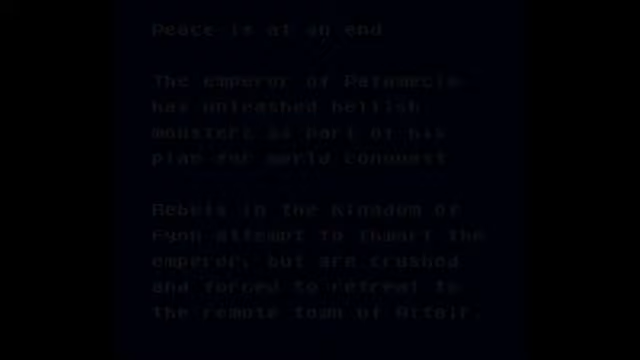 Peace is at an end
The emperor of Palamecia
has unleashed hellish
monsters as part of his
plan for world conquest
Rebels in the Kingdom of
Fynn attempt to thwart the
emperor, but are crushed
and forced to retreat to
the remote town of Altair.